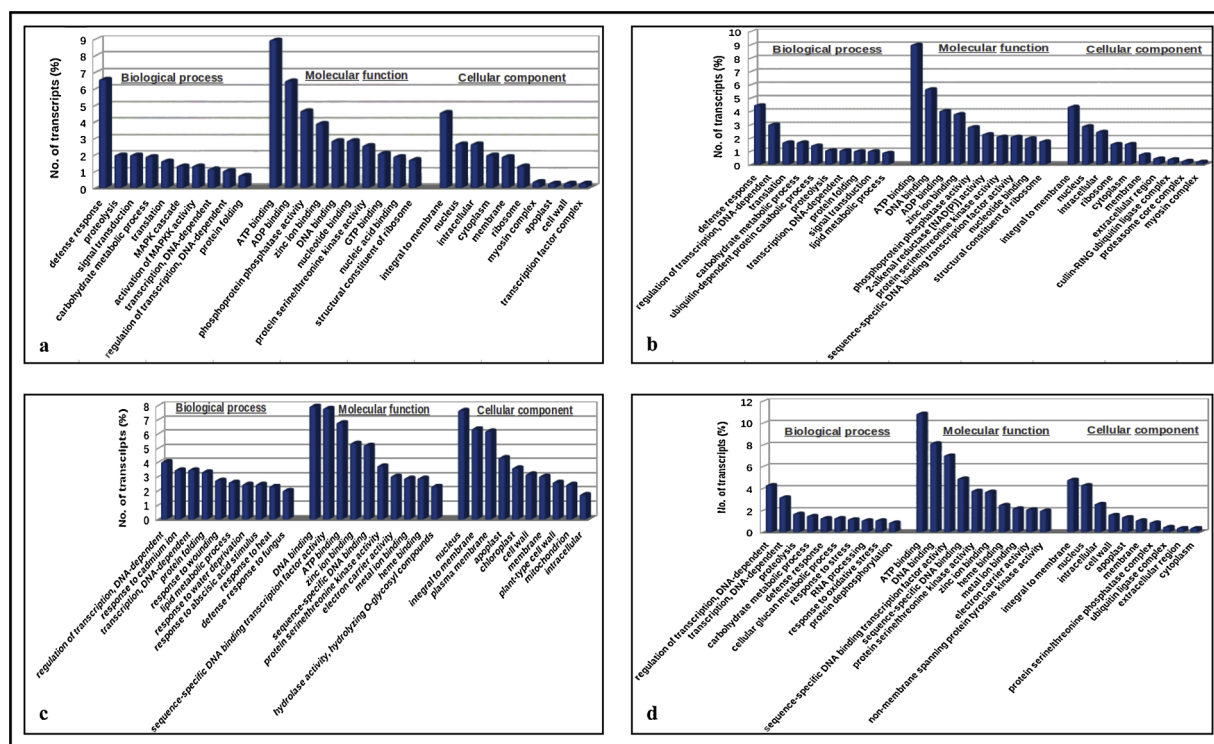 9
8
7
6
5
4
3
2
1
0
No. of transcripts (%)
Biological process
Molecular function
Cellular component
defense response
proteolysis
signal transduction
carbohydrate metabolic process
translation
MAPK cascade
activation of MAPKK activity
transcription, DNA-dependent
regulation of transcription, DNA-dependent
protein folding
ATP binding
ADP binding
phosphoprotein phosphatase activity
zinc ion binding
DNA binding
nucleotide binding
protein serine/threonine kinase activity
GTP binding
nucleic acid binding
structural constituent of ribosome
integral to membrane
nucleus
intracellular
cytoplasm
membrane
ribosome
myosin complex
apoplast
cell wall
transcription factor complex
a
10
9
8
7
6
5
4
3
2
1
0
No. of transcripts (%)
Biological process
Molecular function
Cellular component
defense response
regulation of transcription, DNA-dependent
translation
carbohydrate metabolic process
ubiquitin-dependent protein catabolic process
proteolysis
transcription, DNA-dependent
protein folding
signal transduction
lipid metabolic process
ATP binding
DNA binding
ADP binding
zinc ion binding
phosphoprotein phosphatase activity
2-alkenal reductase [NAD(P)] activity
protein serine/threonine kinase activity
sequence-specific DNA binding transcription factor activity
nucleotide binding
structural constituent of ribosome
integral to membrane
nucleus
intracellular
ribosome
cytoplasm
membrane
extracellular region
cullin-RING ubiquitin ligase complex
proteasome core complex
myosin complex
b
8
7
6
5
4
3
2
1
0
No. of transcripts (%)
Biological process
Molecular function
Cellular component
regulation of transcription, DNA-dependent
response to cadmium ion
transcription, DNA-dependent
protein folding
response to wounding
lipid metabolic process
response to water deprivation
response to abscisic acid stimulus
response to heat
defense response to fungus
DNA binding
sequence-specific DNA binding transcription factor activity
ATP binding
zinc ion binding
sequence-specific DNA binding
protein serine/threonine kinase activity
electron carrier activity
metal ion binding
heme binding
hydrolase activity, hydrolyzing O-glycosyl compounds
nucleus
integral to membrane
plasma membrane
apoplast
chloroplast
cell wall
membrane
plant-type cell wall
mitochondrion
intracellular
c
12
10
8
6
4
2
0
No. of transcripts (%)
Biological process
Molecular function
Cellular component
regulation of transcription, DNA-dependent
transcription, DNA-dependent
proteolysis
carbohydrate metabolic process
defense response
cellular glucan metabolic process
response to stress
RNA processing
response to oxidative stress
protein dephosphorylation
ATP binding
DNA binding
sequence-specific DNA binding transcription factor activity
sequence-specific DNA binding
protein serine/threonine kinase activity
zinc ion binding
heme binding
metal ion binding
electron carrier activity
non-membrane spanning protein tyrosine kinase activity
integral to membrane
nucleus
intracellular
cell wall
apoplast
membrane
protein serine/threonine phosphatase complex
ubiquitin ligase complex
extracellular region
cytoplasm
d